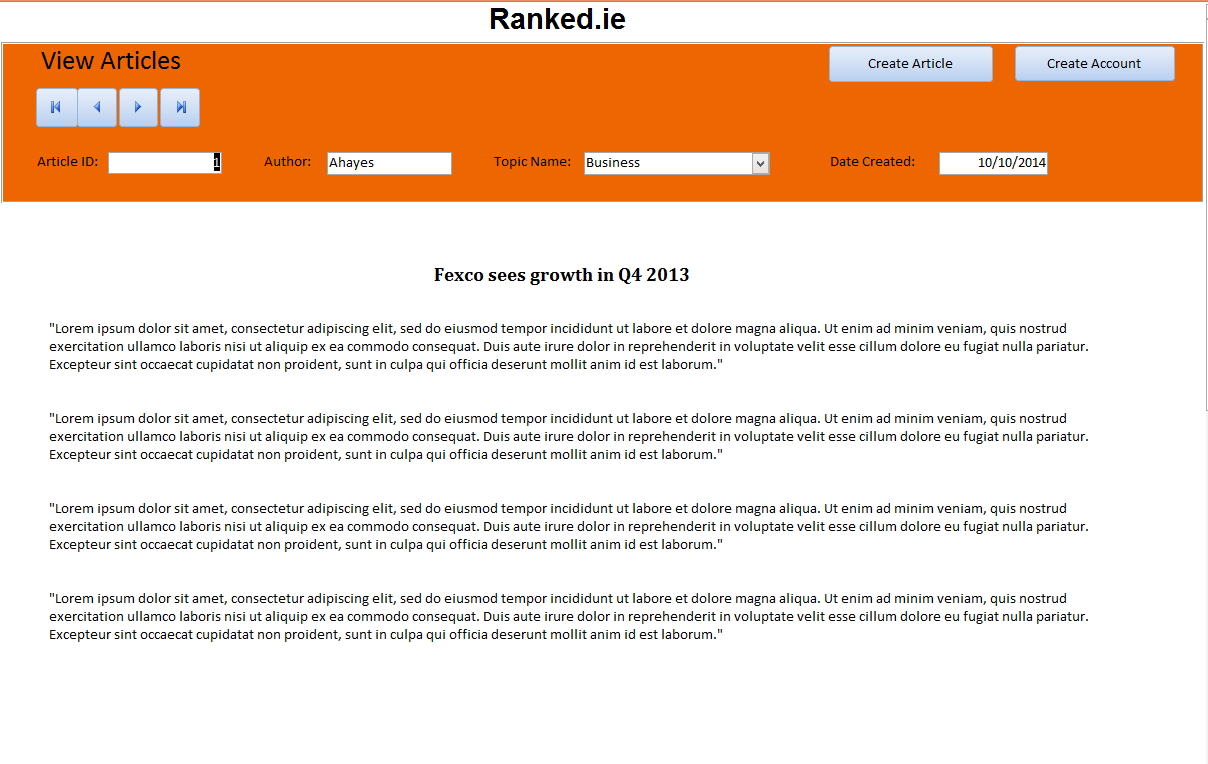 Ranked.ie
View Articles
Create Article
Create Account
Article ID: 1 Author: Ahayes Topic Name: Business Date Created: 10/10/2014
Fexco sees growth in Q4 2013
"Lorem ipsum dolor sit amet, consectetur adipiscing elit, sed do eiusmod tempor incididunt ut labore et dolore magna aliqua. Ut enim ad minim veniam, quis nostrud
exercitation ullamco laboris nisi ut aliquip ex ea commodo consequat. Duis aute irure dolor in reprehenderit in voluptate velit esse cillum dolore eu fugiat nulla pariatur.
Excepteur sint occaecat cupidatat non proident, sunt in culpa qui officia deserunt mollit anim id est laborum."
"Lorem ipsum dolor sit amet, consectetur adipiscing elit, sed do eiusmod tempor incididunt ut labore et dolore magna aliqua. Ut enim ad minim veniam, quis nostrud
exercitation ullamco laboris nisi ut aliquip ex ea commodo consequat. Duis aute irure dolor in reprehenderit in voluptate velit esse cillum dolore eu fugiat nulla pariatur.
Excepteur sint occaecat cupidatat non proident, sunt in culpa qui officia deserunt mollit anim id est laborum."
"Lorem ipsum dolor sit amet, consectetur adipiscing elit, sed do eiusmod tempor incididunt ut labore et dolore magna aliqua. Ut enim ad minim veniam, quis nostrud
exercitation ullamco laboris nisi ut aliquip ex ea commodo consequat. Duis aute irure dolor in reprehenderit in voluptate velit esse cillum dolore eu fugiat nulla pariatur.
Excepteur sint occaecat cupidatat non proident, sunt in culpa qui officia deserunt mollit anim id est laborum."
"Lorem ipsum dolor sit amet, consectetur adipiscing elit, sed do eiusmod tempor incididunt ut labore et dolore magna aliqua. Ut enim ad minim veniam, quis nostrud
exercitation ullamco laboris nisi ut aliquip ex ea commodo consequat. Duis aute irure dolor in reprehenderit in voluptate velit esse cillum dolore eu fugiat nulla pariatur.
Excepteur sint occaecat cupidatat non proident, sunt in culpa qui officia deserunt mollit anim id est laborum."